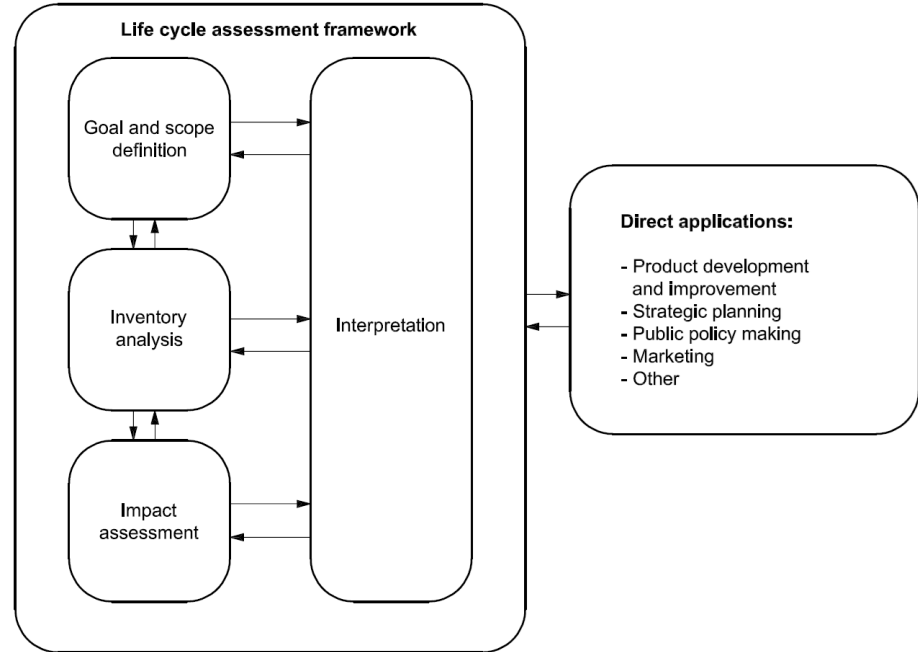 Life cycle assessment framework
Goal and scope
definition
Inventory
analysis
Impact
assessment
Interpretation
Direct applications:
- Product development
and improvement
- Strategic planning
- Public policy making
- Marketing
- Other